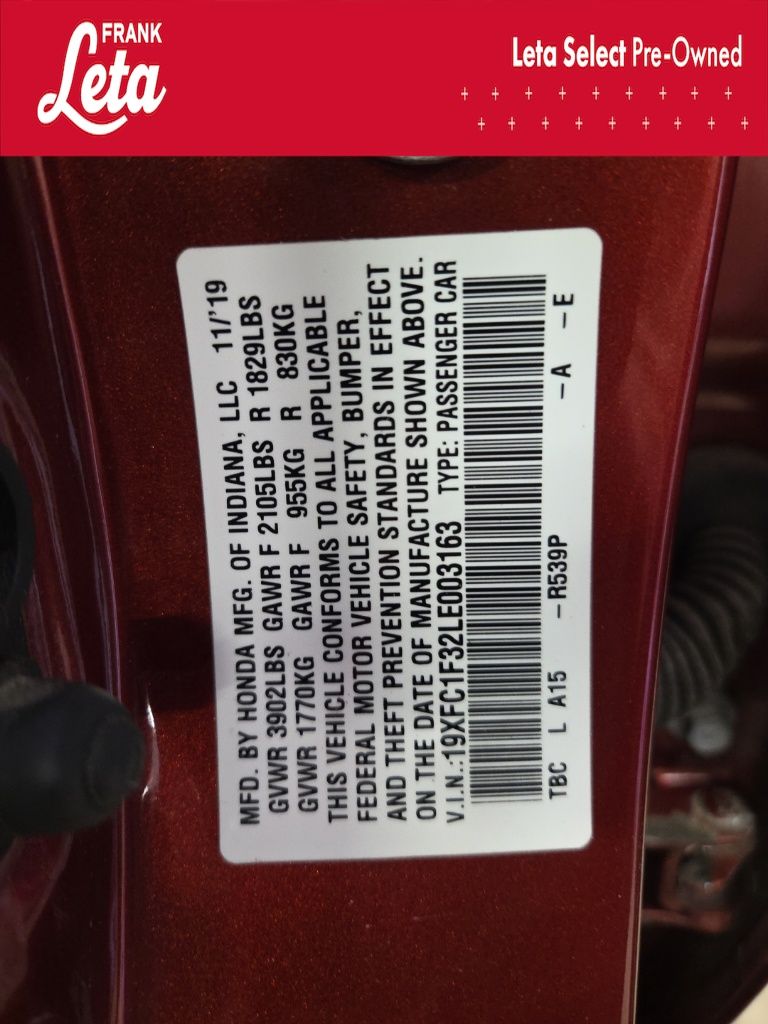 FRANK
Leta
Leta Select Pre-Owned
MFD. BY HONDA MFG. OF INDIANA, LLC 11/'19
GVWR 3902LBS GAWR F 2105LBS R 1829LBS
GVWR 1770KG GAWR F 955KG R 830KG
THIS VEHICLE CONFORMS TO ALL APPLICABLE
FEDERAL MOTOR VEHICLE SAFETY, BUMPER,
AND THEFT PREVENTION STANDARDS IN EFFECT
ON THE DATE OF MANUFACTURE SHOWN ABOVE.
V.I.N.:19XFC1F32LE003163 TYPE: PASSENGER CAR
TBC L A15 –R539P –A –E